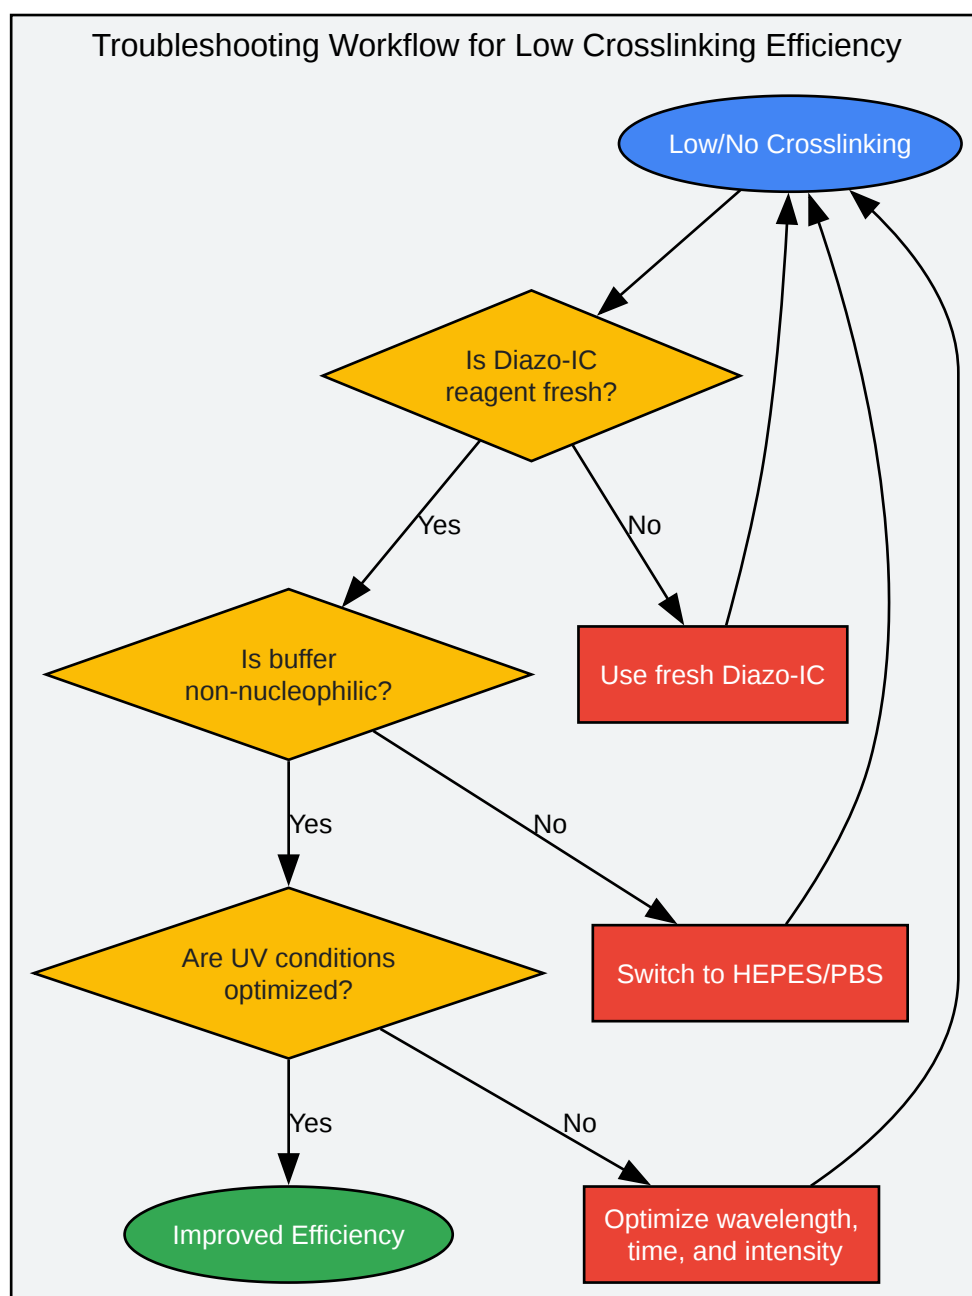 Troubleshooting Workflow for Low Crosslinking Efficiency
Low/No Crosslinking
Is Diazo-IC
reagent fresh?
Yes
No
Is buffer
non-nucleophilic?
Use fresh Diazo-IC
Yes
No
Are UV conditions
optimized?
Switch to HEPES/PBS
Yes
No
Improved Efficiency
Optimize wavelength,
time, and intensity